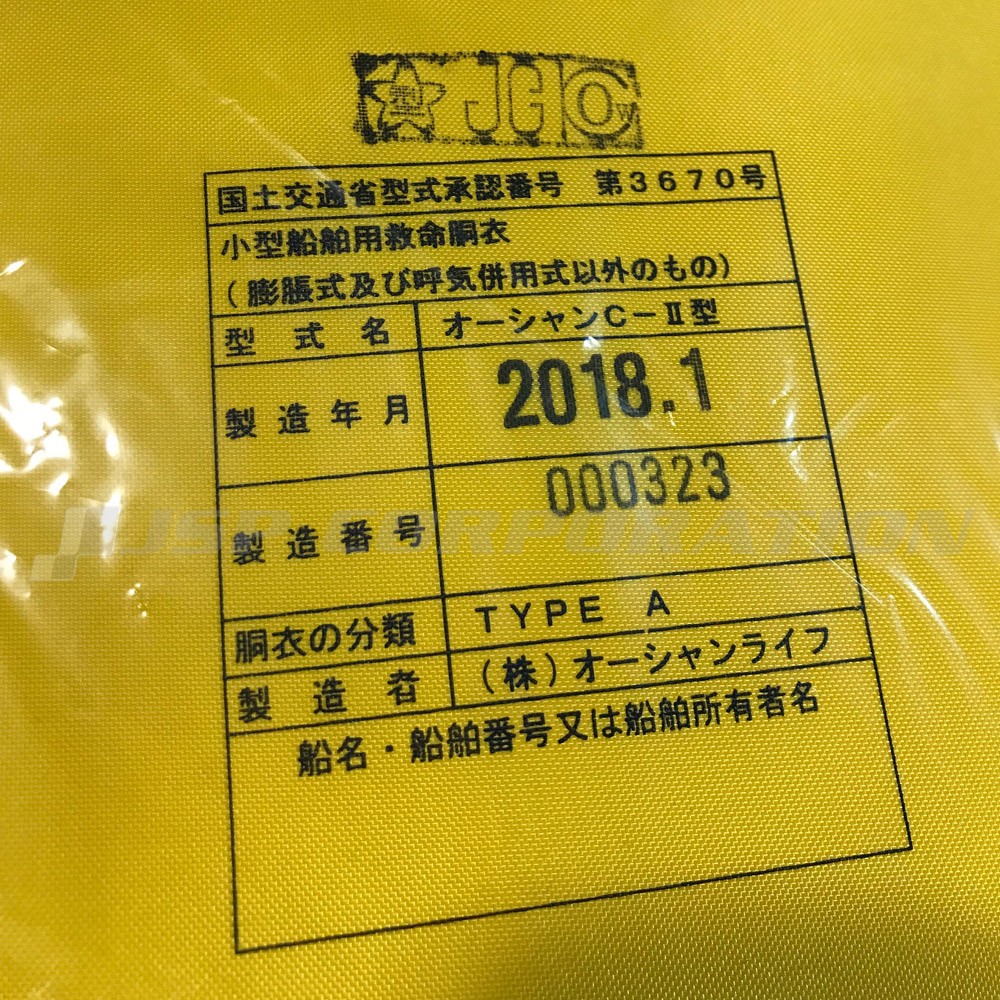 型 JHC
国土交通省型式承認番号 第3670号
小型船舶用救命胴衣
(膨脹式及び呼気併用式以外のもの)
型式名 オーシャンC-Ⅱ型
製造年月 2018.1
製造番号 000323
胴衣の分類 TYPE A
製造者 (株)オーシャンライフ
船名・船舶番号又は船舶所有者名
CORPORATION